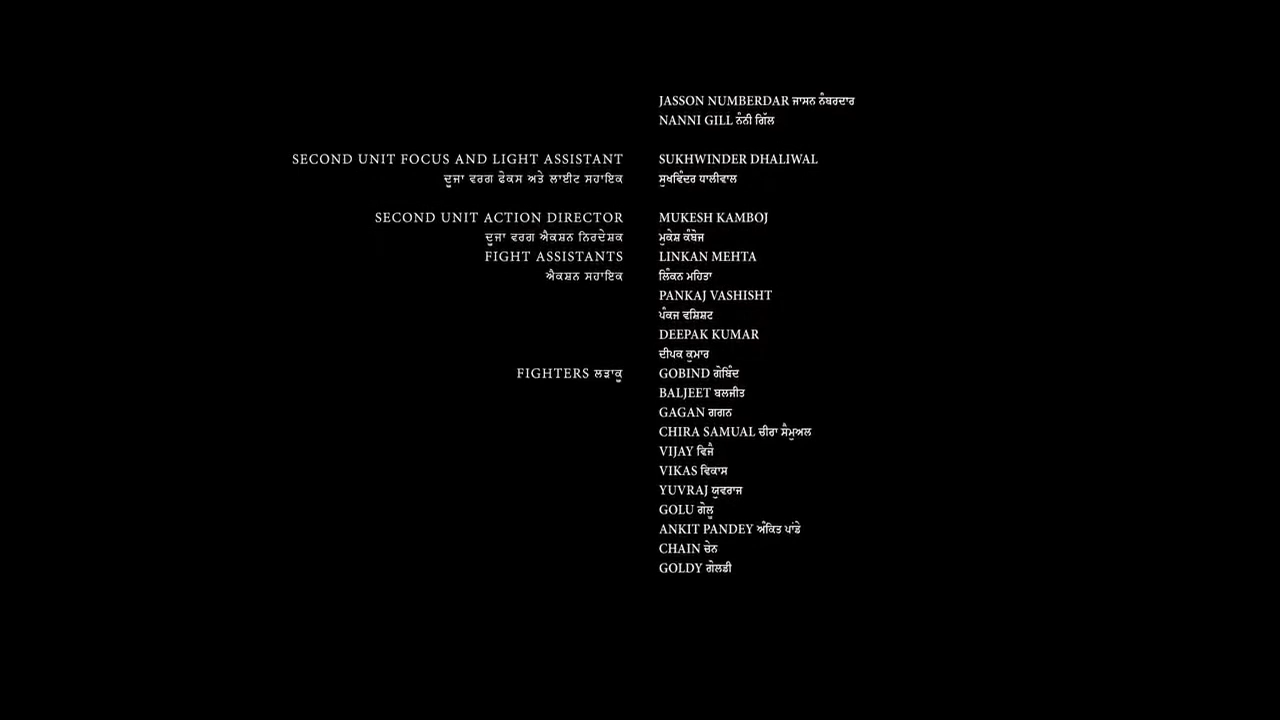 JASSON NUMBERDAR ਜਾਸਨ ਨੰਬਰਦਾਰ
NANNI GILL ਨੰਨੀ ਗਿੱਲ
SECOND UNIT FOCUS AND LIGHT ASSISTANT SUKHWINDER DHALIWAL
ਦੂਜਾ ਵਰਗ ਫੋਕਸ ਅਤੇ ਲਾਈਟ ਸਹਾਇਕ ਸੁਖਵਿੰਦਰ ਧਾਲੀਵਾਲ
SECOND UNIT ACTION DIRECTOR MUKESH KAMBOJ
ਦੂਜਾ ਵਰਗ ਐਕਸ਼ਨ ਨਿਰਦੇਸ਼ਕ ਮੁਕੇਸ਼ ਕੰਬੋਜ
FIGHT ASSISTANTS LINKAN MEHTA
ਐਕਸ਼ਨ ਸਹਾਇਕ ਲਿੰਕਨ ਮਹਿਤਾ
PANKAJ VASHISHT
ਪੰਕਜ ਵਸ਼ਿਸ਼ਟ
DEEPAK KUMAR
ਦੀਪਕ ਕੁਮਾਰ
FIGHTERS ਲੜਾਕੂ GOBIND ਗੋਬਿੰਦ
BALJEET ਬਲਜੀਤ
GAGAN ਗਗਨ
CHIRA SAMUAL ਚੀਰਾ ਸੈਮੁਅਲ
VIJAY ਵਿਜੈ
VIKAS ਵਿਕਾਸ
YUVRAJ ਯੁਵਰਾਜ
GOLU ਗੋਲੂ
ANKIT PANDEY ਅੰਕਿਤ ਪਾਂਡੇ
CHAIN ਚੇਨ
GOLDY ਗੋਲਡੀ